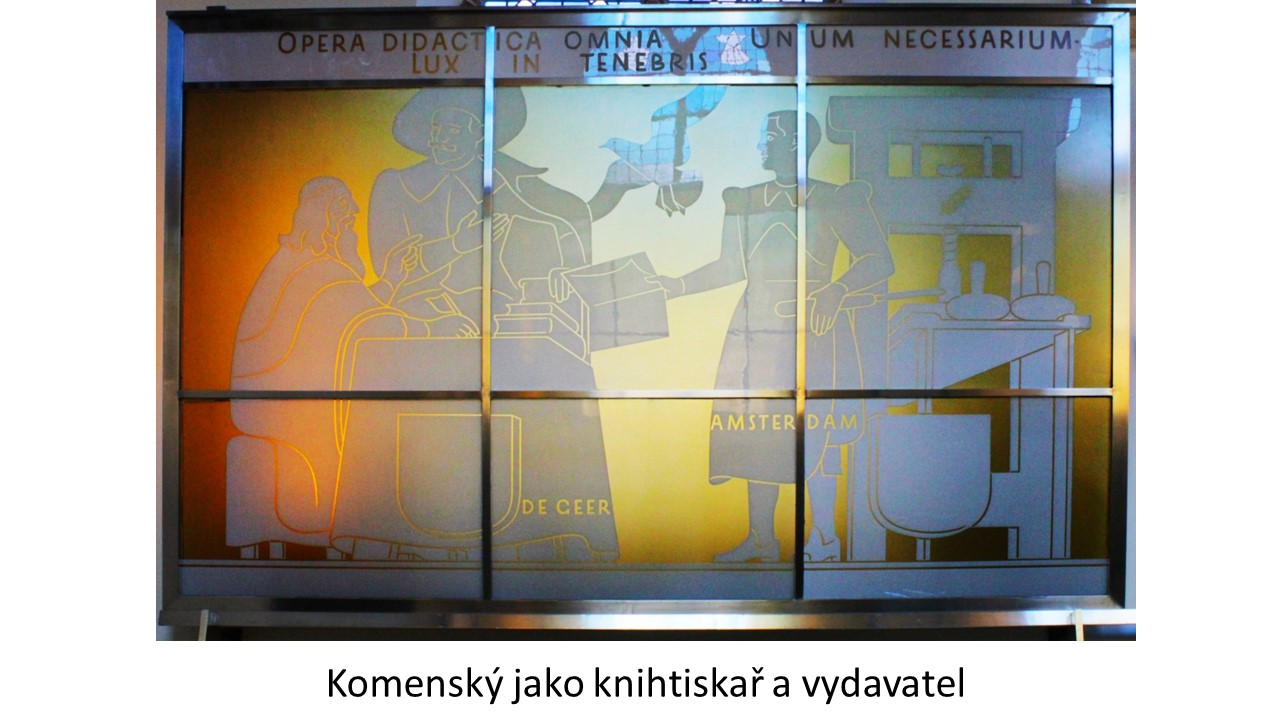 OPERA DIDACTICA OMNIA UNUM NECESSARIUM
LUX IN TENEBRIS
AMSTERDAM
DE GEER
Komenský jako knihtiskař a vydavatel